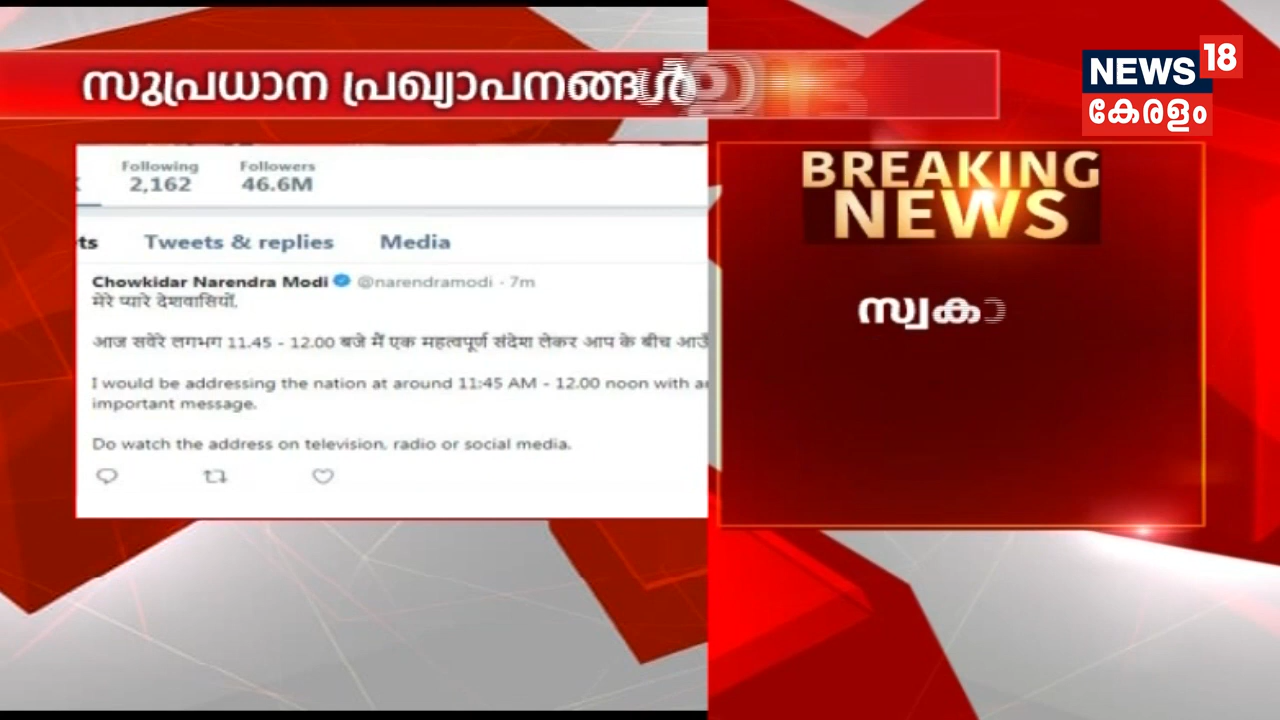 സുപ്രധാന പ്രഖ്യാപനങ്ങൾ
NEWS 18
കേരളം
Following
Followers
2,162
46.6M
BREAKING
NEWS
ts Tweets & replies Media
Chowkidar Narendra Modi @narendramodi · 7m
मेरे प्यारे देशवासियों,
आज सवेरे लगभग 11.45 - 12.00 बजे मैं एक महत्वपूर्ण संदेश लेकर आप के बीच आउँ
I would be addressing the nation at around 11:45 AM - 12.00 noon with a
important message.
Do watch the address on television, radio or social media.
സ്വകാ